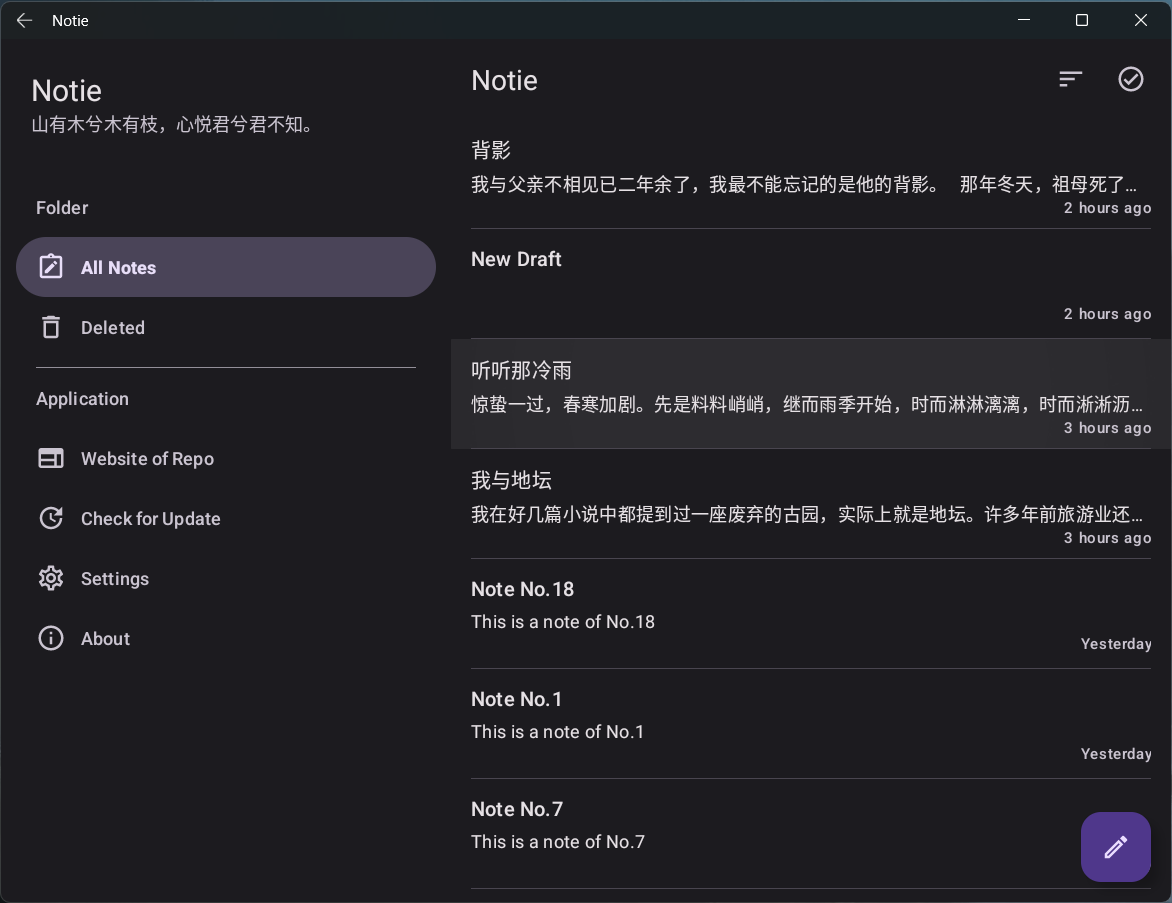 Notie
Notie
山有木兮木有枝，心悦君兮君不知。
Folder
All Notes
Deleted
Application
Website of Repo
Check for Update
Settings
About
Notie
背影
我与父亲不相见已二年余了，我最不能忘记的是他的背影。 那年冬天，祖母死了…
2 hours ago
New Draft
2 hours ago
听听那冷雨
惊蛰一过，春寒加剧。先是料料峭峭，继而雨季开始，时而淋淋漓漓，时而淅淅沥…
3 hours ago
我与地坛
我在好几篇小说中都提到过一座废弃的古园，实际上就是地坛。许多年前旅游业还…
3 hours ago
Note No.18
This is a note of No.18
Yesterday
Note No.1
This is a note of No.1
Yesterday
Note No.7
This is a note of No.7